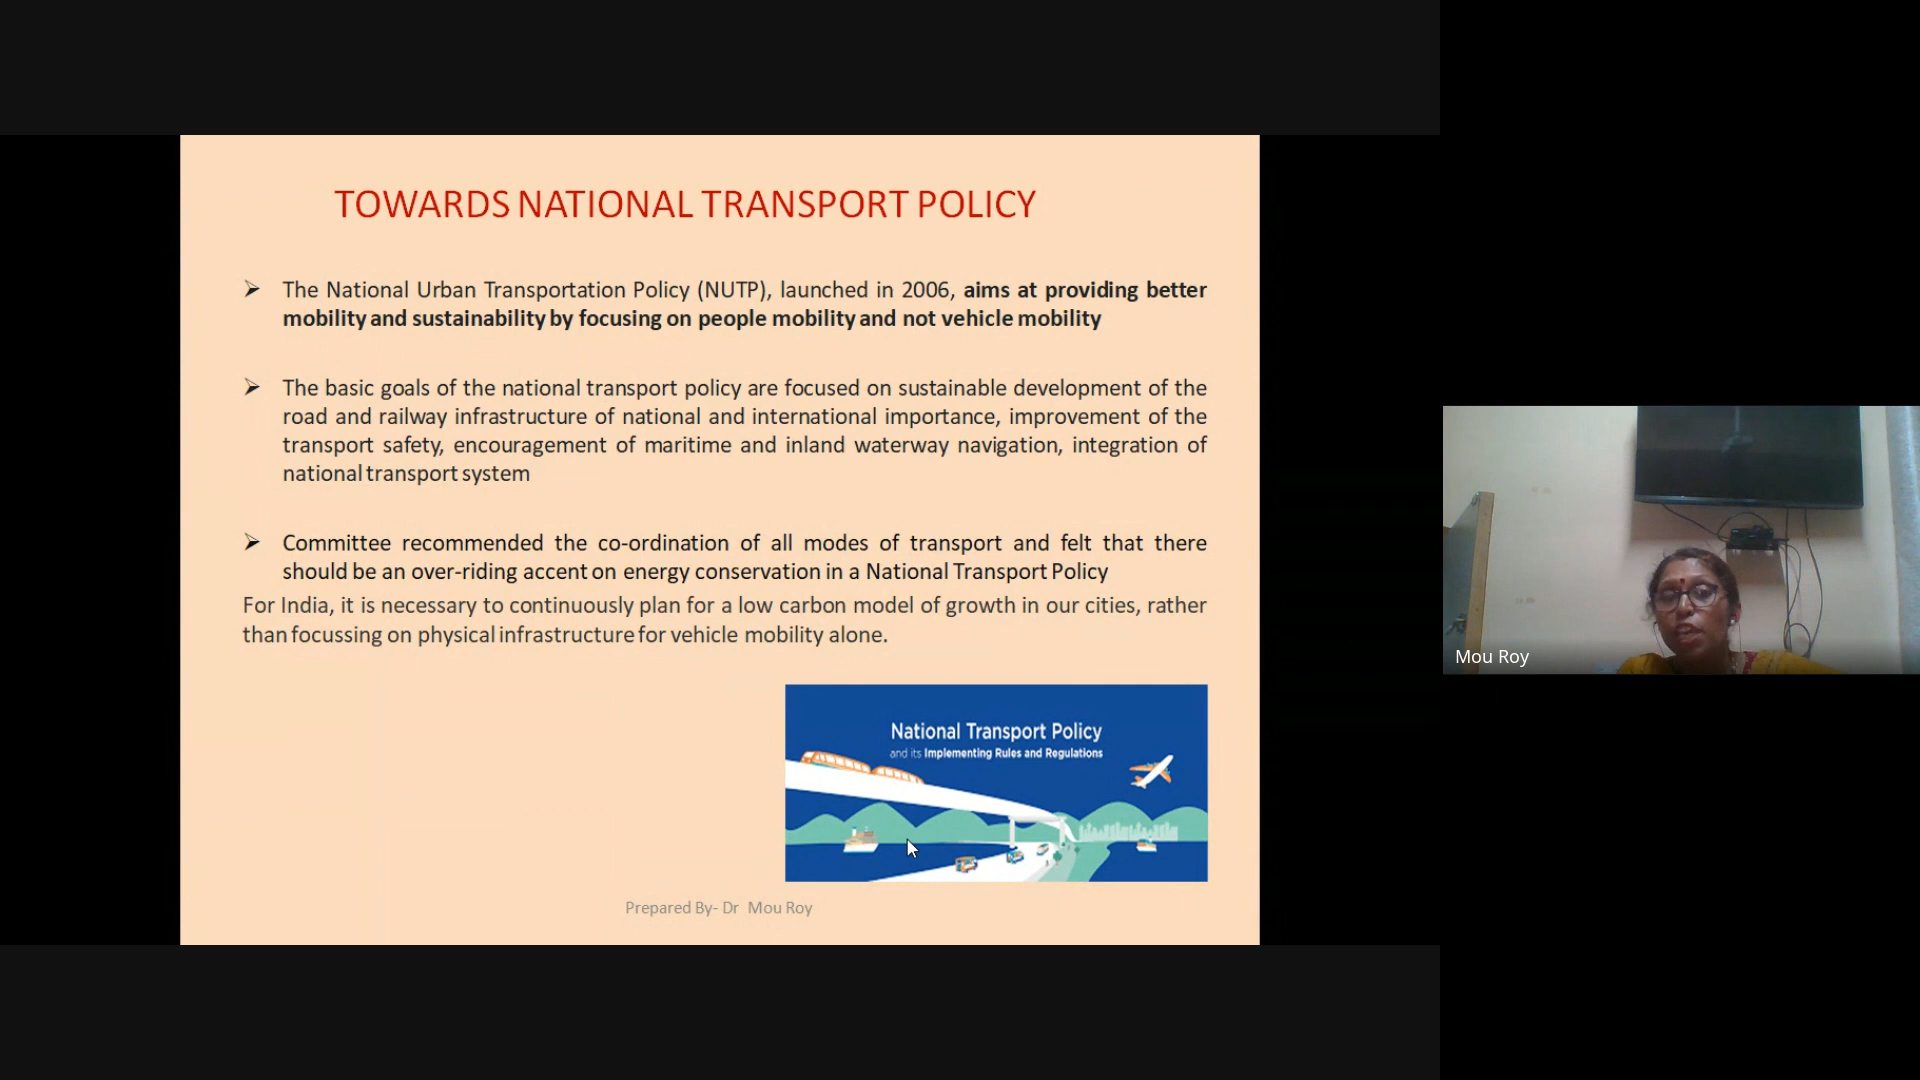 TOWARDS NATIONAL TRANSPORT POLICY
The National Urban Transportation Policy (NUTP), launched in 2006, aims at providing better
mobility and sustainability by focusing on people mobility and not vehicle mobility
The basic goals of the national transport policy are focused on sustainable development of the
road and railway infrastructure of national and international importance, improvement of the
transport safety, encouragement of maritime and inland waterway navigation, integration of
national transport system
Committee recommended the co-ordination of all modes of transport and felt that there
should be an over-riding accent on energy conservation in a National Transport Policy
For India, it is necessary to continuously plan for a low carbon model of growth in our cities, rather
than focussing on physical infrastructure for vehicle mobility alone.
National Transport Policy
and its Implementing Rules and Regulations
Prepared By- Dr Mou Roy
Mou Roy